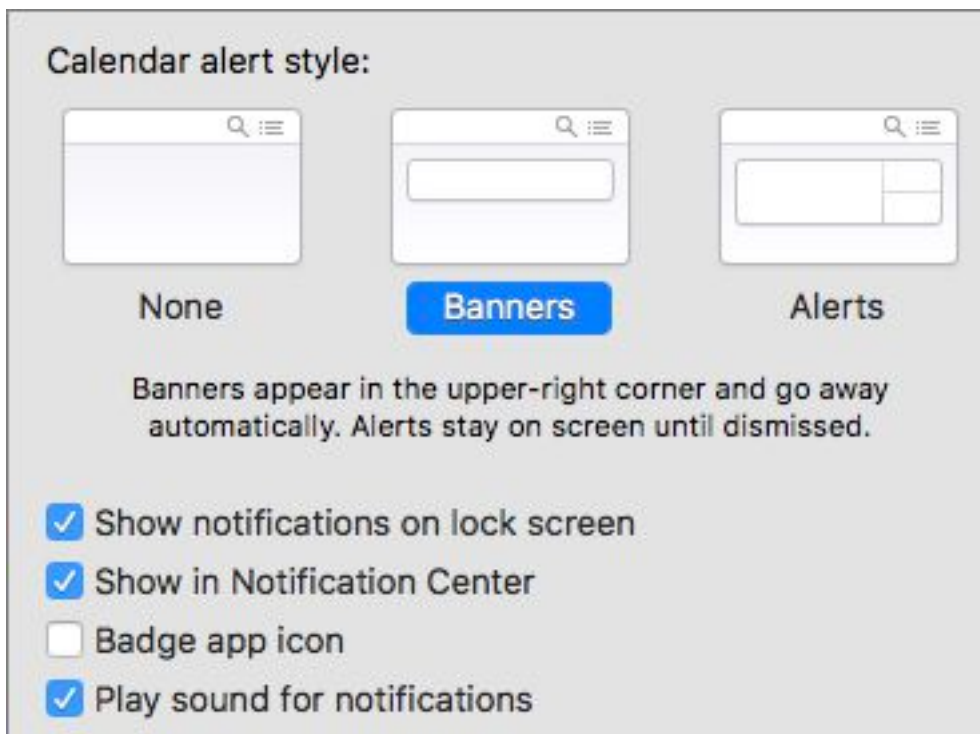 Calendar alert style:
None
Banners
Alerts
Banners appear in the upper-right corner and go away
automatically. Alerts stay on screen until dismissed.
Show notifications on lock screen
Show in Notification Center
Badge app icon
Play sound for notifications